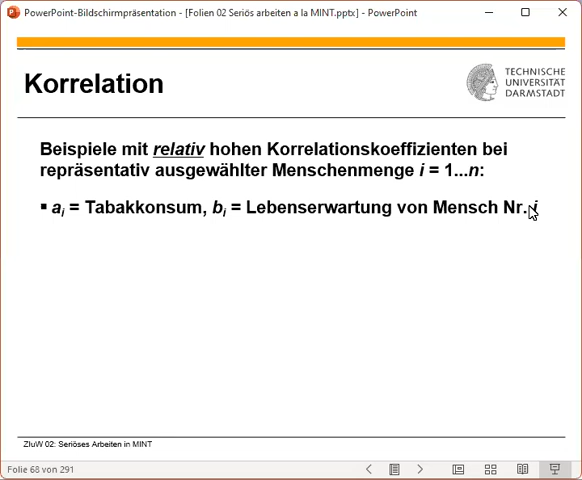 PowerPoint-Bildschirmpräsentation - [Folien 02 Seriös arbeiten a la MINT.pptx] - PowerPoint
Korrelation
TECHNISCHE
UNIVERSITÄT
DARMSTADT
Beispiele mit relativ hohen Korrelationskoeffizienten bei
repräsentativ ausgewählter Menschenmenge i = 1...n:
▪ ai = Tabakkonsum, bi = Lebenserwartung von Mensch Nr. i
ZIuW 02: Seriöses Arbeiten in MINT
Folie 68 von 291